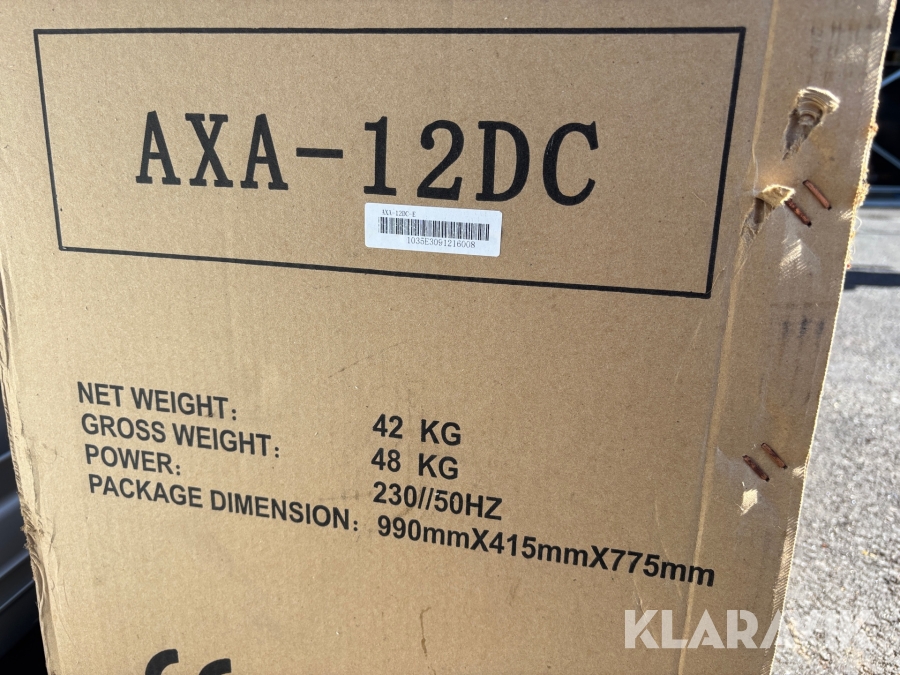 AXA-12DC
AXA-12DC-E
1035E3091216008
NET WEIGHT: 42 KG
GROSS WEIGHT: 48 KG
POWER: 230//50HZ
PACKAGE DIMENSION: 990mmX415mmX775mm
KLARAVIK